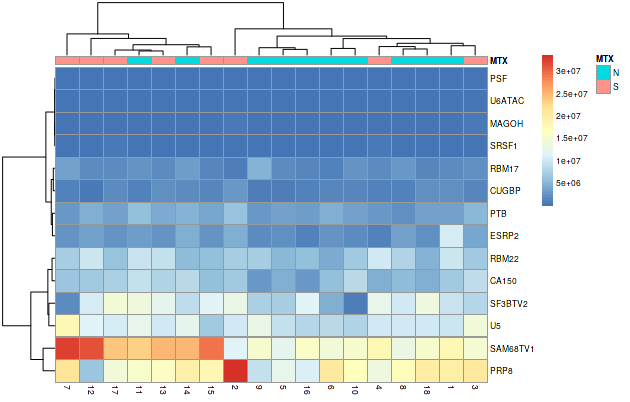 MTX
PSF
U6ATAC
MAGOH
SRSF1
RBM17
CUGBP
PTB
ESRP2
RBM22
CA150
SF3BTV2
U5
SAM68TV1
PRP8
7 12 17 11 13 14 15 2 9 5 16 6 10 4 8 18 1 3
3e+07
2.5e+07
2e+07
1.5e+07
1e+07
5e+06
MTX
N
S